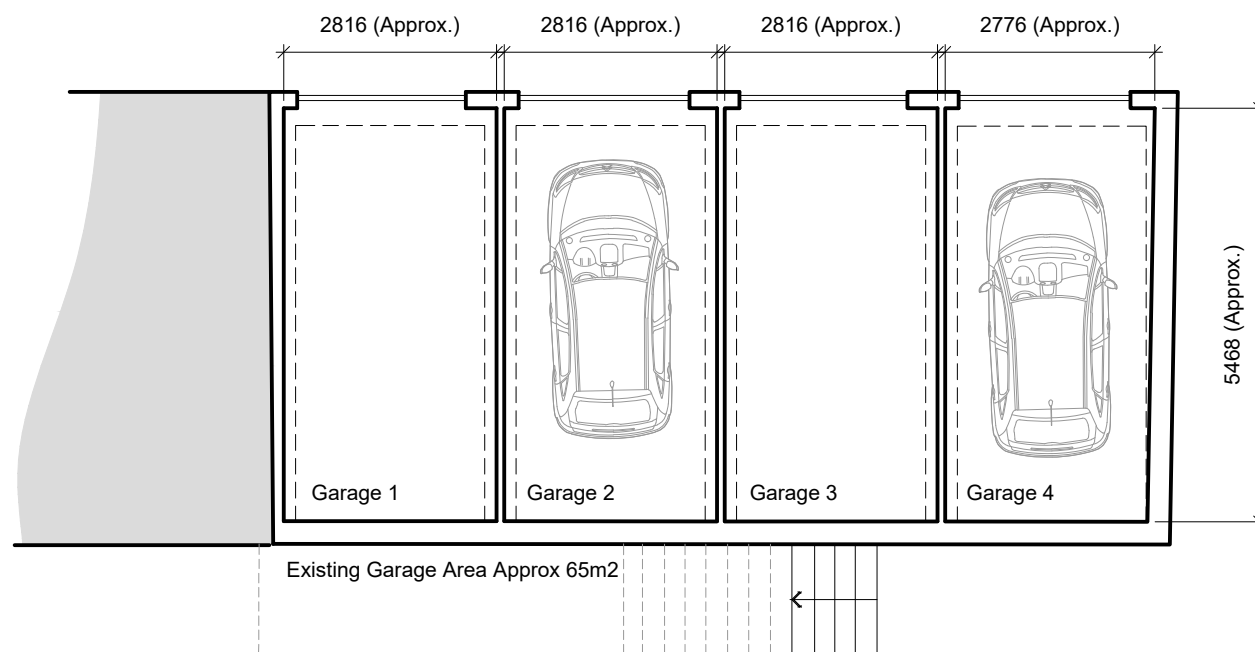 2816 (Approx.)
2816 (Approx.)
2816 (Approx.)
2776 (Approx.)
5468 (Approx.)
Garage 1
Garage 2
Garage 3
Garage 4
Existing Garage Area Approx 65m2